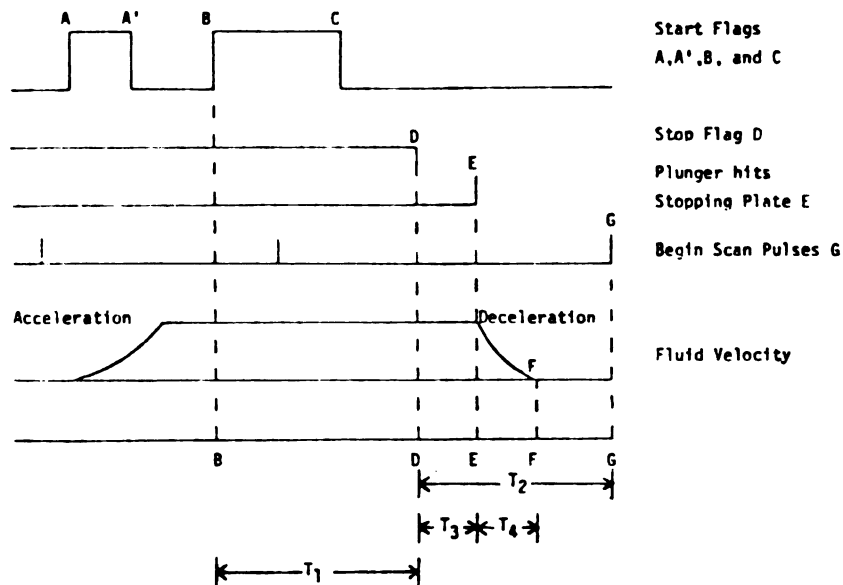 A A' B C
Start Flags
A,A',B, and C
D
Stop Flag D
E
Plunger hits
Stopping Plate E
G
Begin Scan Pulses G
Acceleration
Deceleration
F
Fluid Velocity
B D E F G
T2
T3 T4
T1